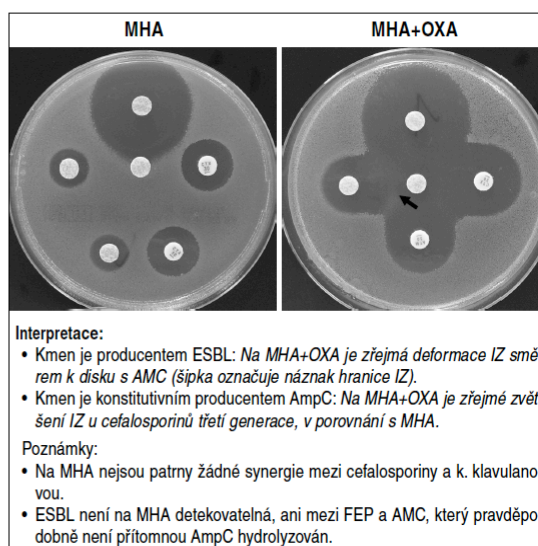 MHA
MHA+OXA
Interpretace:
• Kmen je producentem ESBL: Na MHA+OXA je zřejmá deformace IZ smě
rem k disku s AMC (šipka označuje náznak hranice IZ).
• Kmen je konstitutivním producentem AmpC: Na MHA+OXA je zřejmé zvět
šení IZ u cefalosporinů třetí generace, v porovnání s MHA.
Poznámky:
• Na MHA nejsou patrny žádné synergie mezi cefalosporiny a k. klavulano
vou.
• ESBL není na MHA detekovatelná, ani mezi FEP a AMC, který pravděpo
dobně není přítomnou AmpC hydrolyzován.